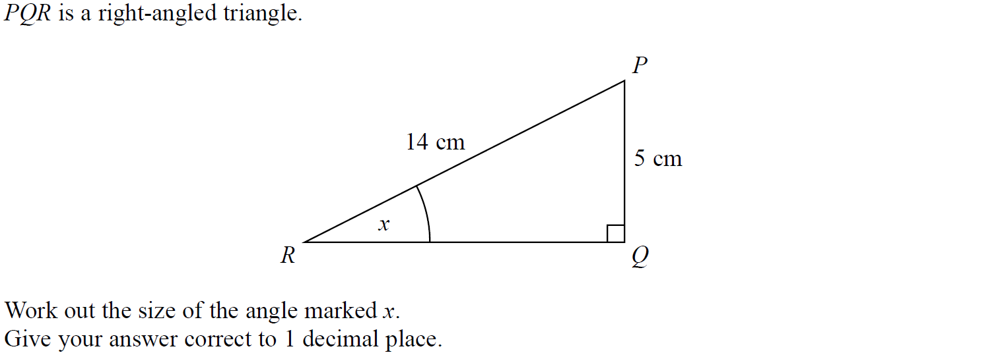 PQR is a right-angled triangle.
P
14 cm
5 cm
x
R
Q
Work out the size of the angle marked x.
Give your answer correct to 1 decimal place.